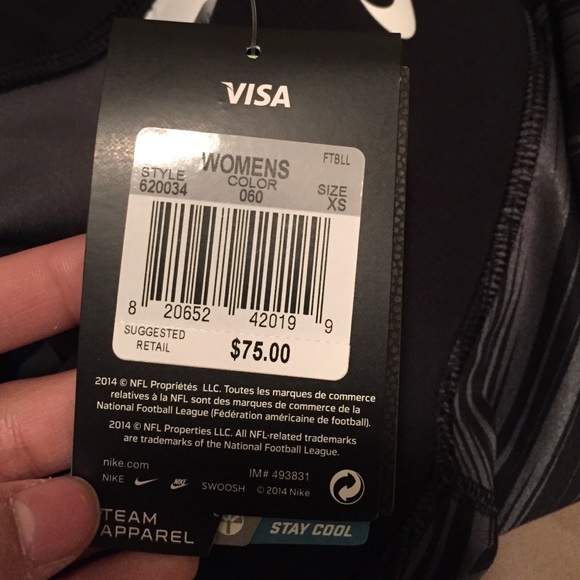 VISA
WOMENS
FTBLL
STYLE
620034
COLOR
060
SIZE
XS
8 20652 42019 9
SUGGESTED
RETAIL
$75.00
2014 © NFL Propriétés LLC. Toutes les marques de commerce
relatives à la NFL sont des marques de commerce de la
National Football League (Fédération américaine de football).
2014 © NFL Properties LLC. All NFL-related trademarks
are trademarks of the National Football League.
nike.com
IM# 493831
NIKE NIKE SWOOSH © 2014 Nike
TEAM
APPAREL
STAY COOL